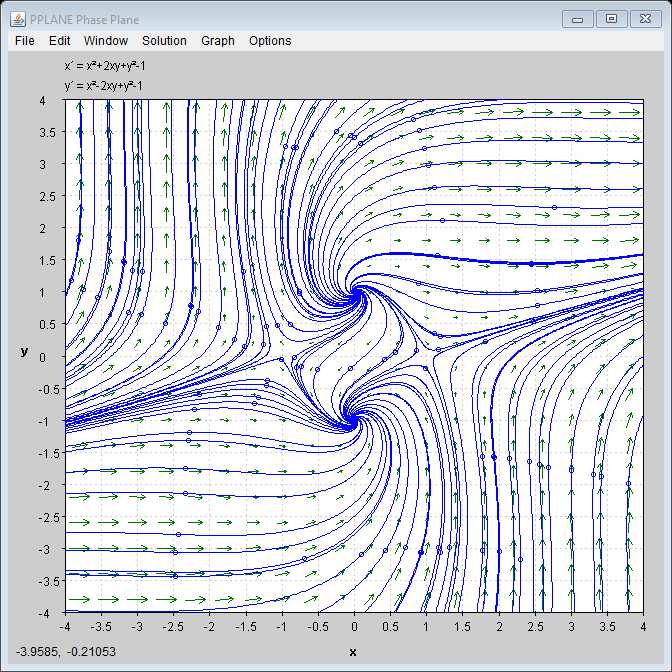 PPLANE Phase Plane
File Edit Window Solution Graph Options
x´ = x²+2xy+y²-1
y´ = x²-2xy+y²-1
4
3.5
3
2.5
2
1.5
1
0.5
y 0
-0.5
-1
-1.5
-2
-2.5
-3
-3.5
-4
-4 -3.5 -3 -2.5 -2 -1.5 -1 -0.5 0 0.5 1 1.5 2 2.5 3 3.5 4
-3.9585, -0.21053 x